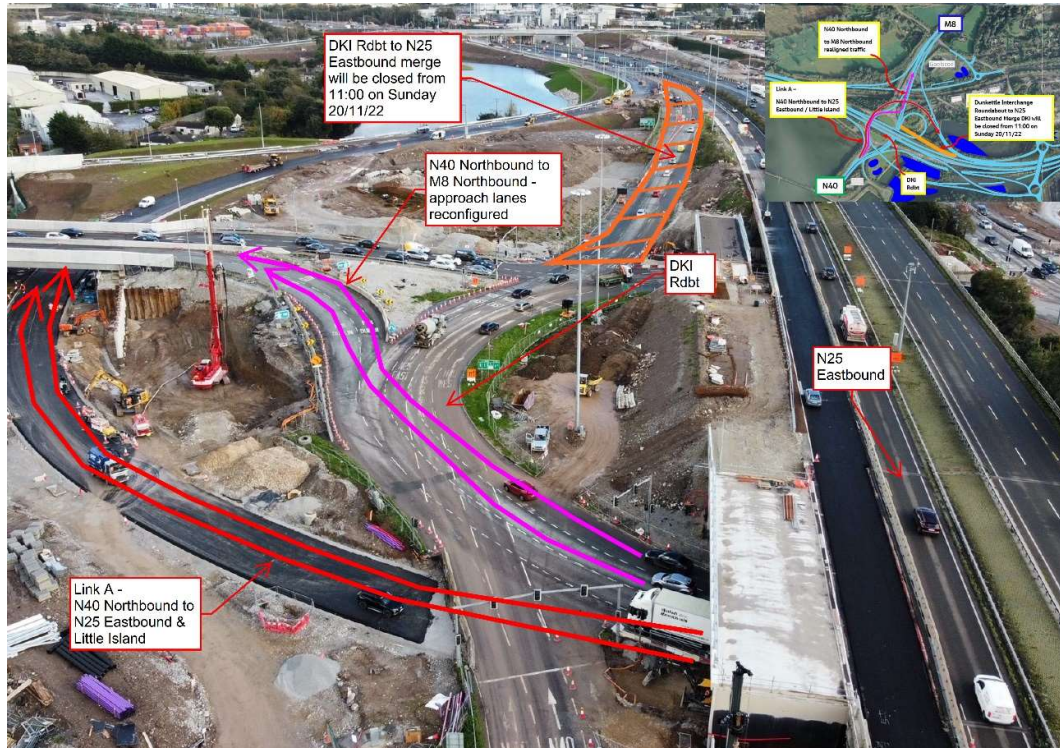 DKI Rdbt to N25
Eastbound merge
will be closed from
11:00 on Sunday
20/11/22
N40 Northbound to
M8 Northbound -
approach lanes
reconfigured
DKI
Rdbt
N25
Eastbound
Link A -
N40 Northbound to
N25 Eastbound &
Little Island
N40
N40 Northbound
to M8 Northbound
realigned traffic
M8
Link A -
N40 Northbound to N25
Eastbound / Little Island
Dunkettle Interchange
Roundabout to N25
Eastbound Merge DKI will
be closed from 11:00 on
Sunday 20/11/22
N40
DKI
Rdbt